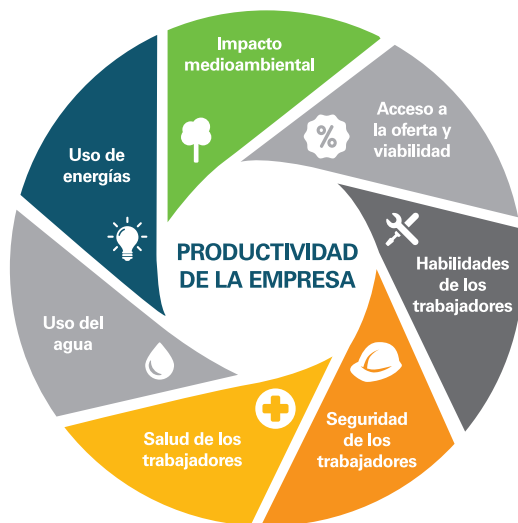 Impacto
medioambiental
Acceso a
la oferta y
viabilidad
%
Habilidades
de los
trabajadores
Seguridad
de los
trabajadores
Salud de los
trabajadores
Uso del
agua
Uso de
energías
PRODUCTIVIDAD
DE LA EMPRESA